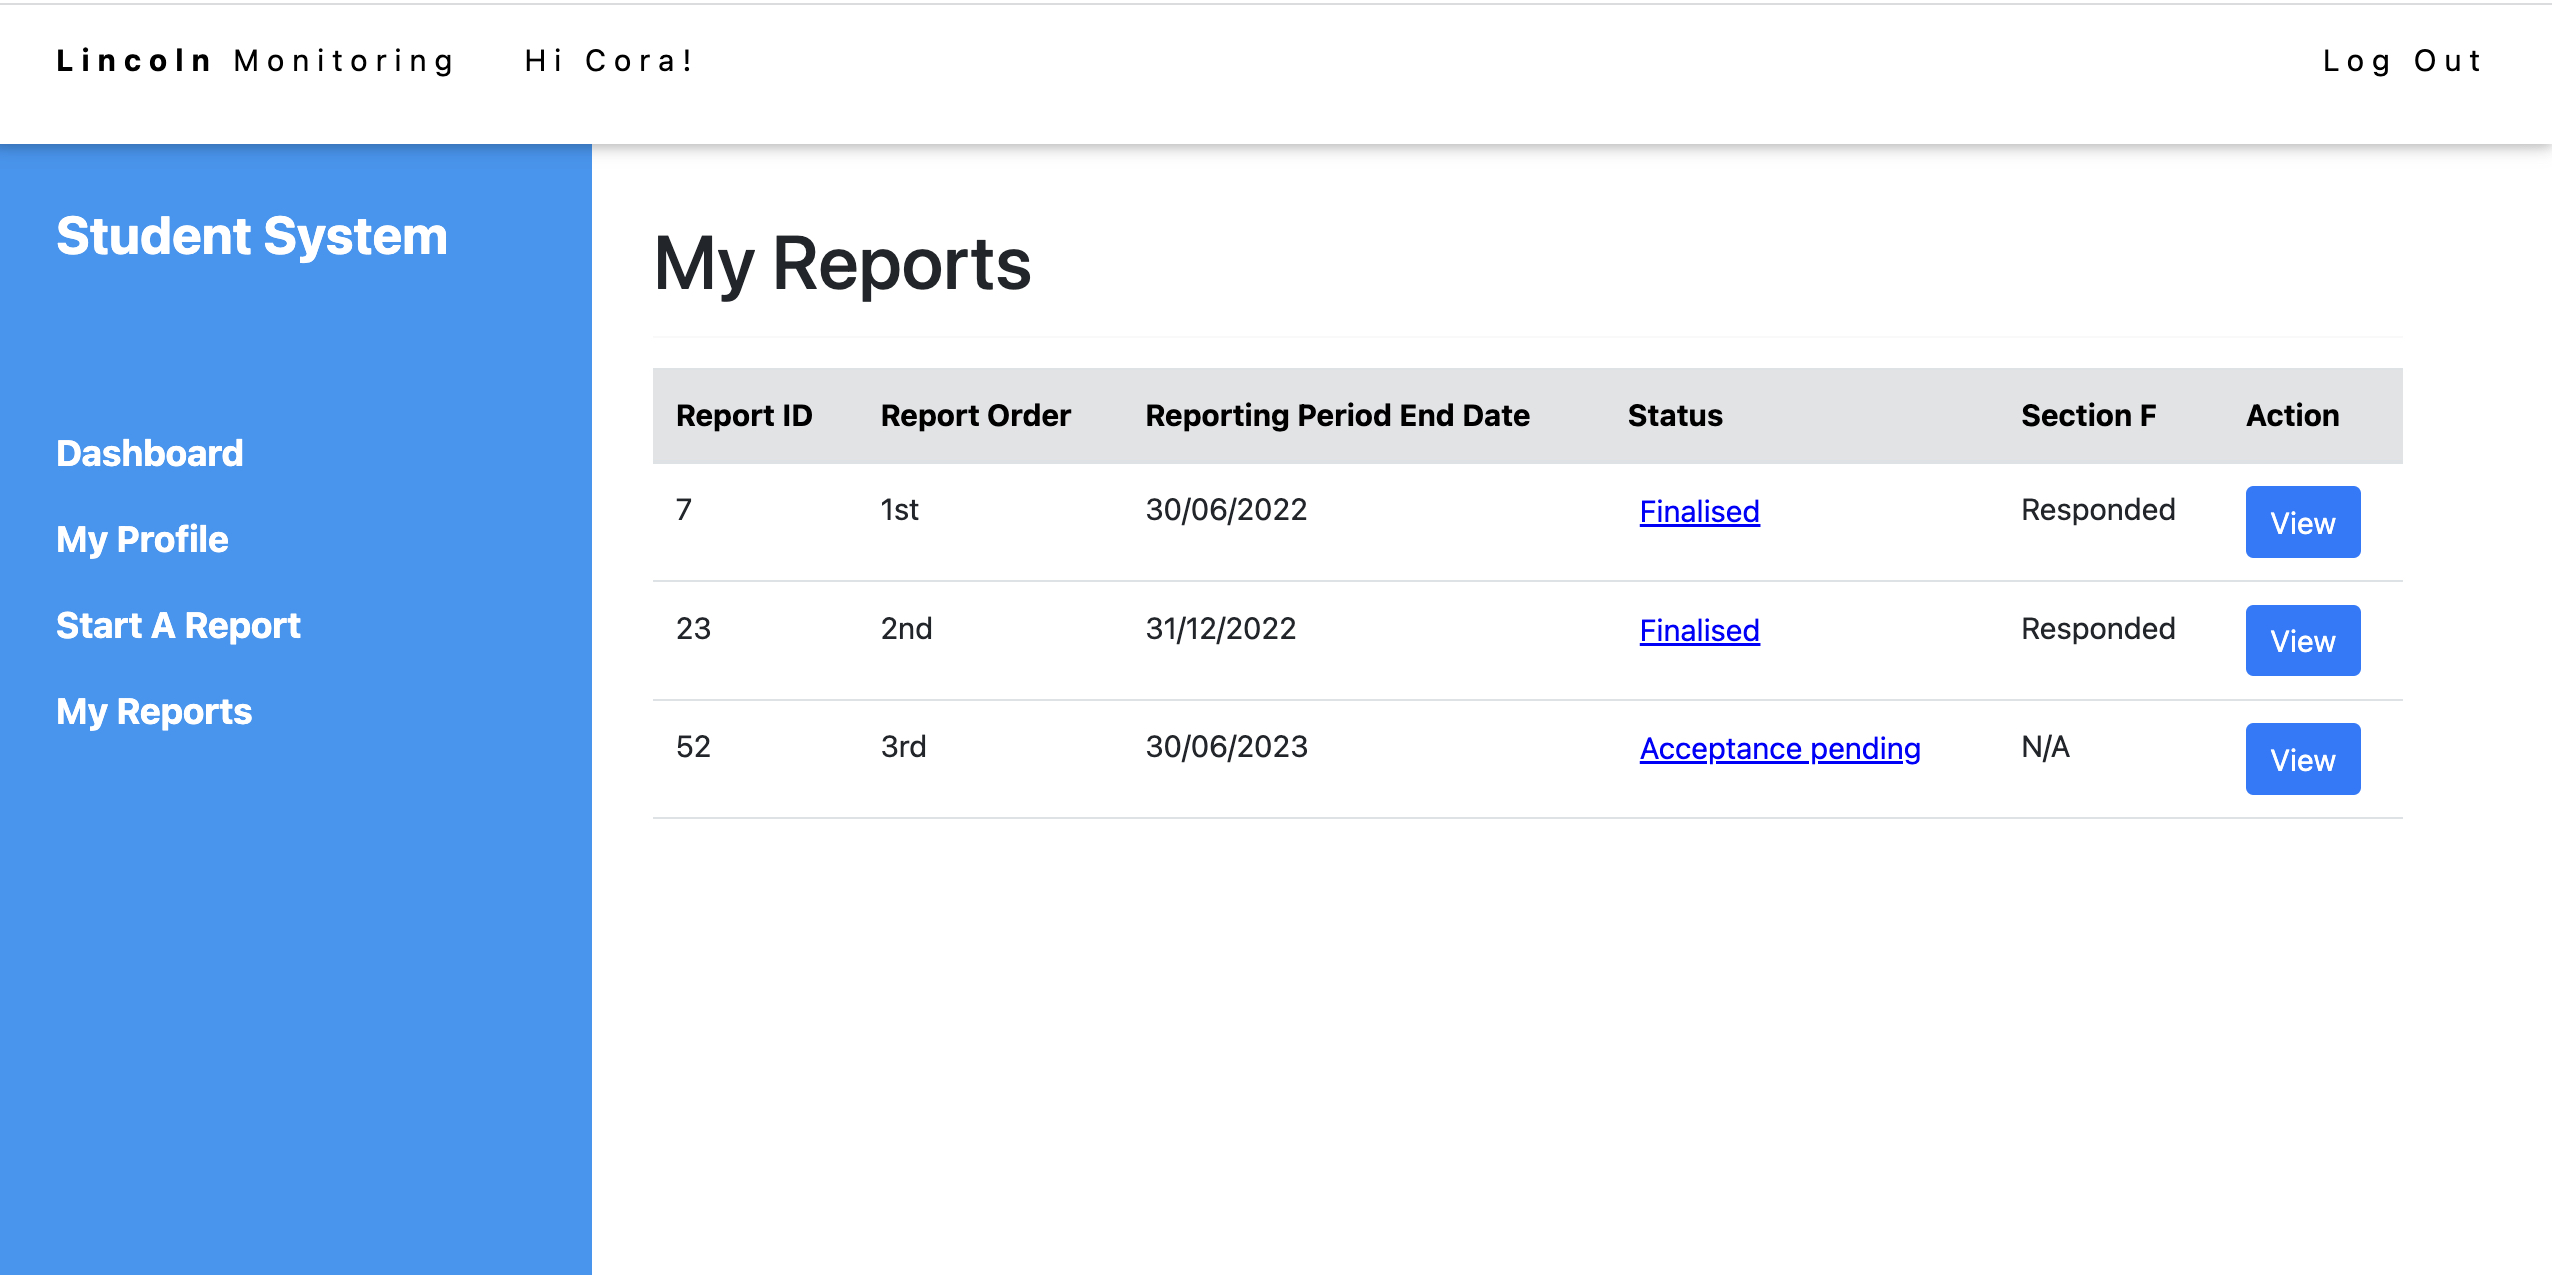 Lincoln Monitoring Hi Cora! Log Out
Student System
Dashboard
My Profile
Start A Report
My Reports
My Reports
Report ID Report Order Reporting Period End Date Status Section F Action
7 1st 30/06/2022 Finalised Responded View
23 2nd 31/12/2022 Finalised Responded View
52 3rd 30/06/2023 Acceptance pending N/A View